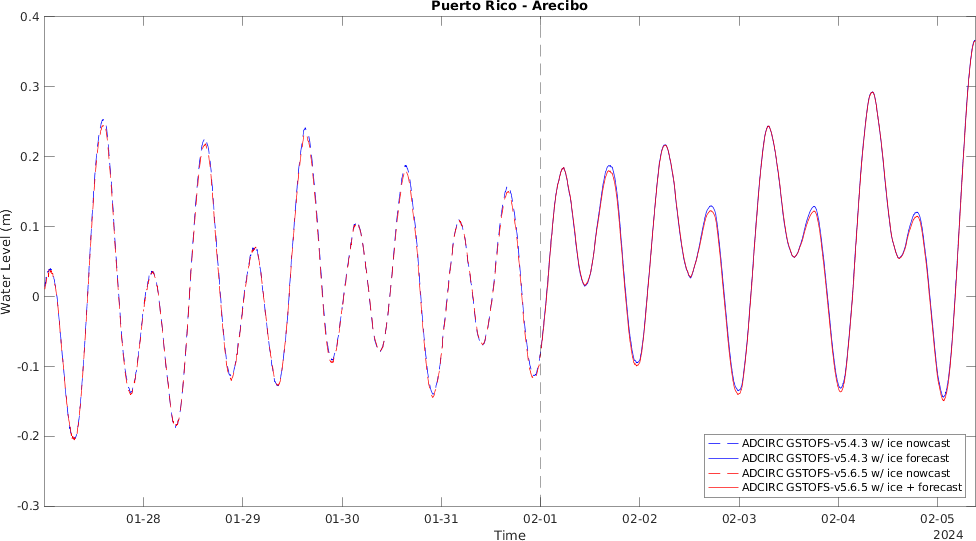 Puerto Rico - Arecibo
0.4
0.3
0.2
0.1
0
-0.1
-0.2
-0.3
Water Level (m)
ADCIRC GSTOFS-v5.4.3 w/ ice nowcast
ADCIRC GSTOFS-v5.4.3 w/ ice forecast
ADCIRC GSTOFS-v5.6.5 w/ ice nowcast
ADCIRC GSTOFS-v5.6.5 w/ ice + forecast
01-28 01-29 01-30 01-31 02-01 02-02 02-03 02-04 02-05
Time
2024